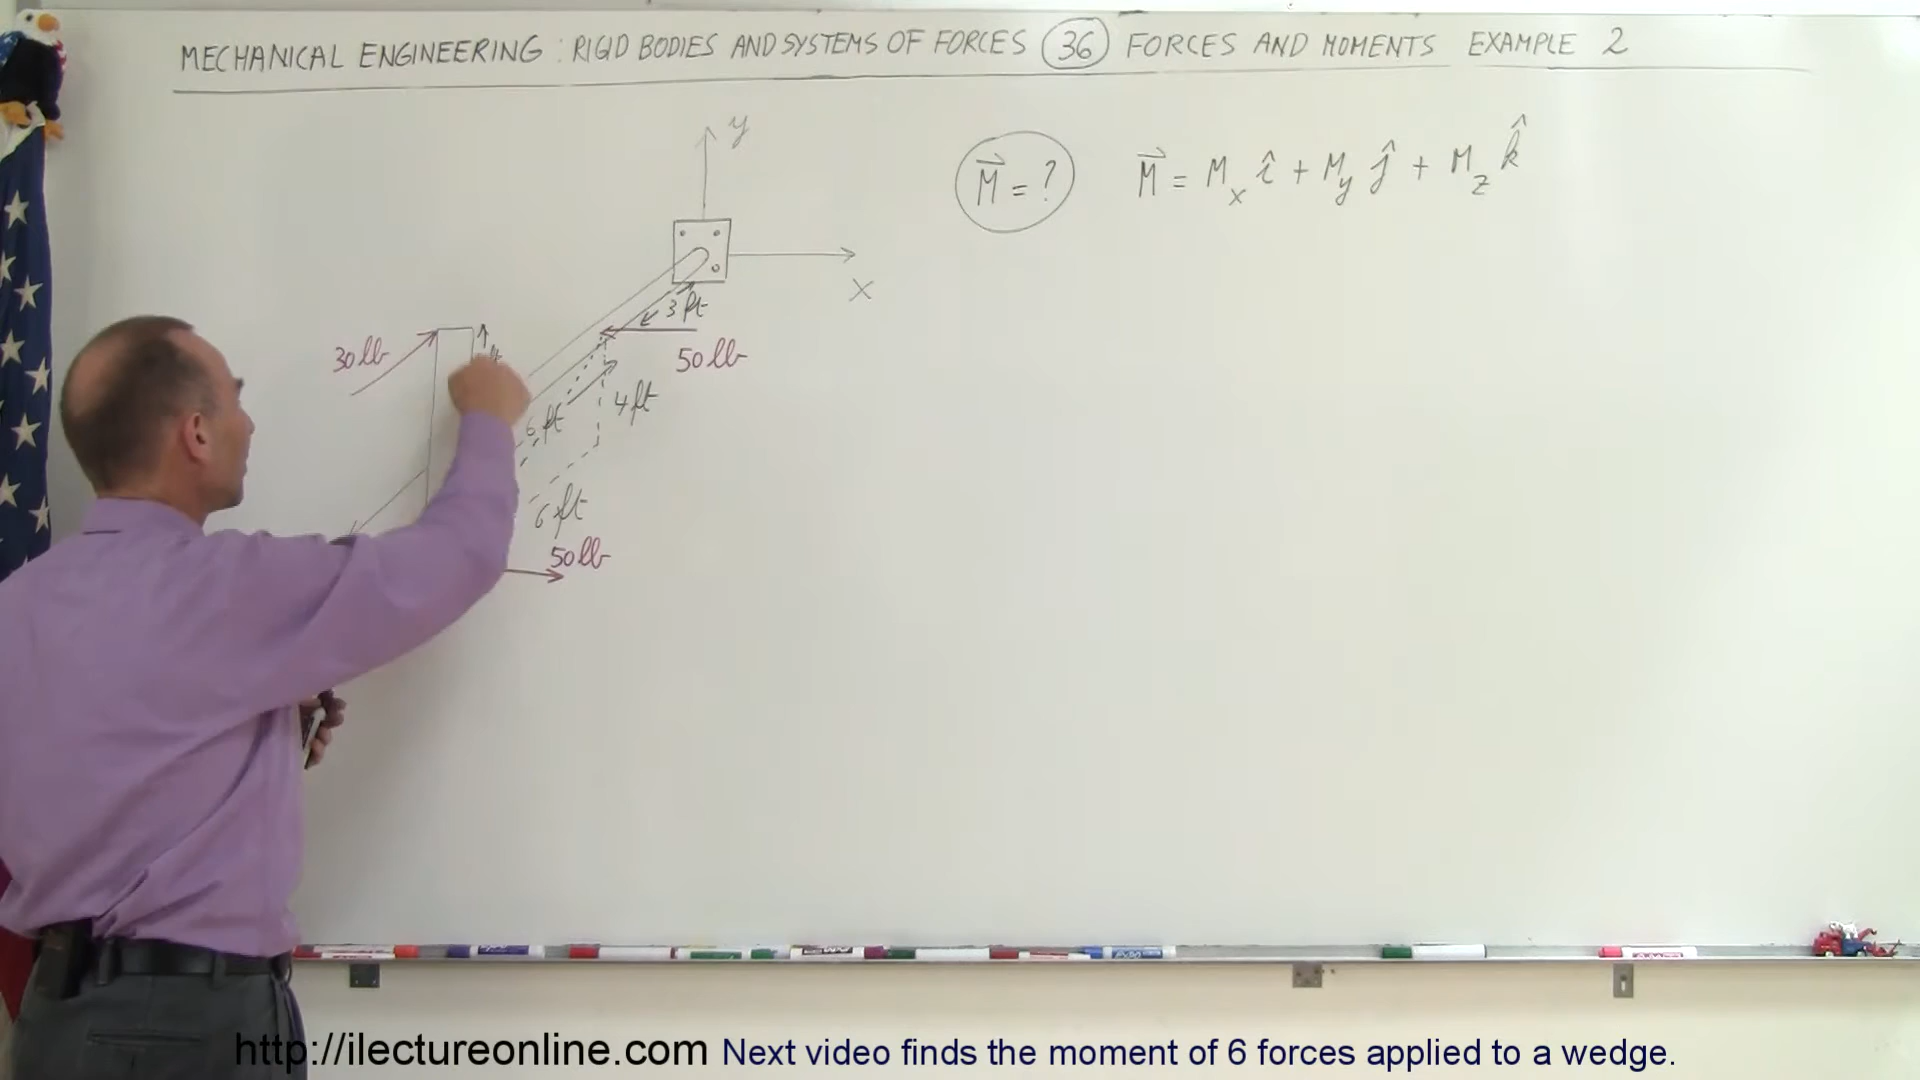 MECHANICAL ENGINEERING : RIGID BODIES AND SYSTEMS OF FORCES 36 FORCES AND MOMENTS EXAMPLE 2
y
M⃗ = ? M⃗ = Mx î + My ĵ + Mz k̂
x
3 ft
30 lb
50 lb
4 ft
6 ft
6 ft
50 lb
http://ilectureonline.com Next video finds the moment of 6 forces applied to a wedge.